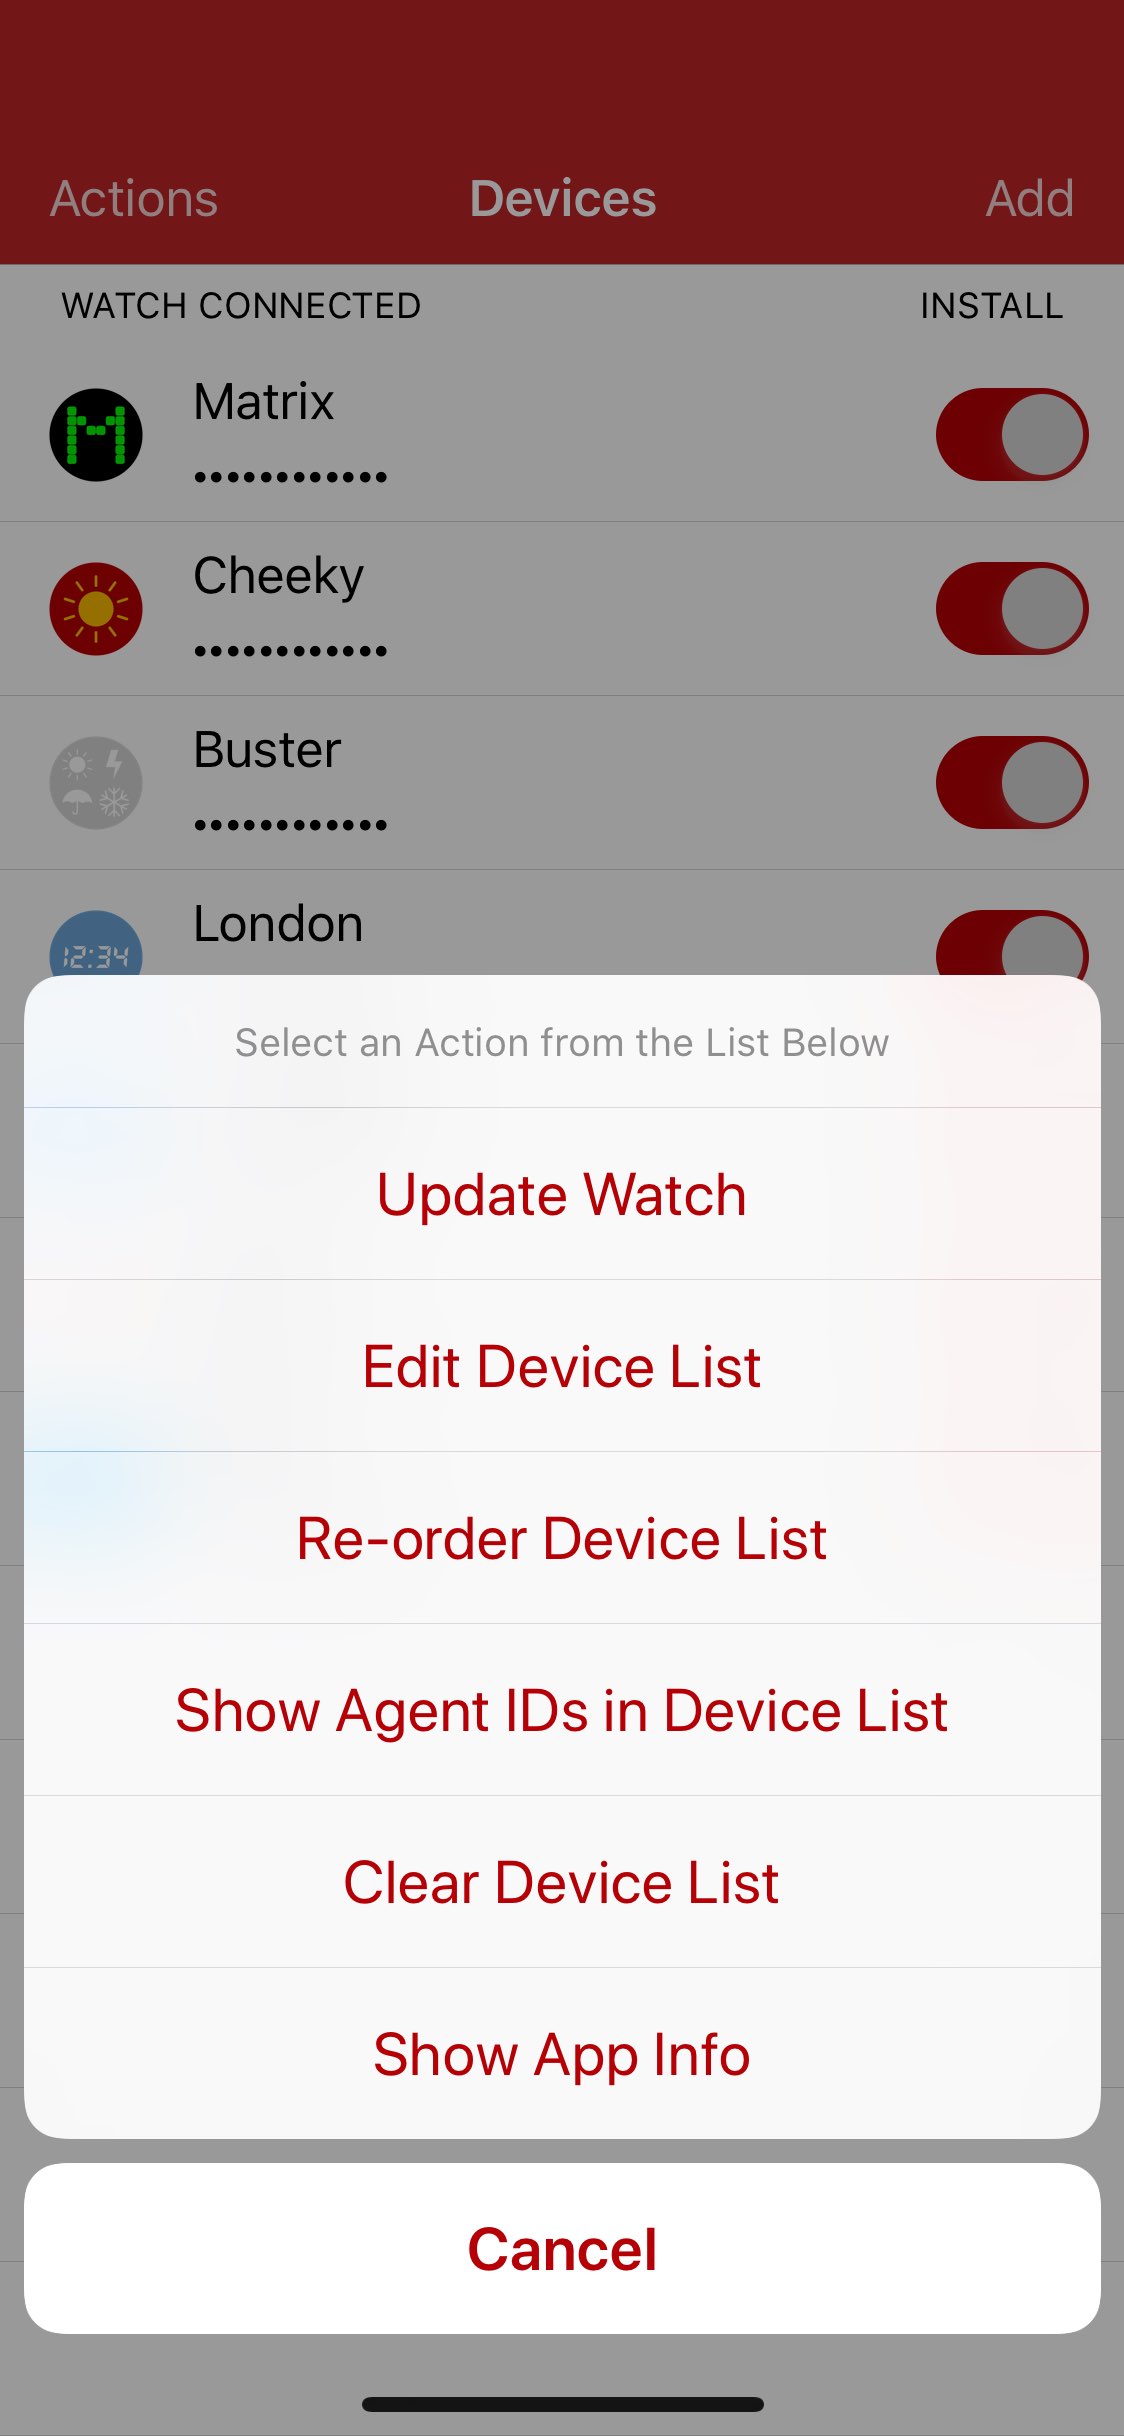 Actions Devices Add
WATCH CONNECTED INSTALL
Matrix
••••••••••••
Cheeky
••••••••••••
Buster
••••••••••••
London
12:34
Select an Action from the List Below
Update Watch
Edit Device List
Re-order Device List
Show Agent IDs in Device List
Clear Device List
Show App Info
Cancel